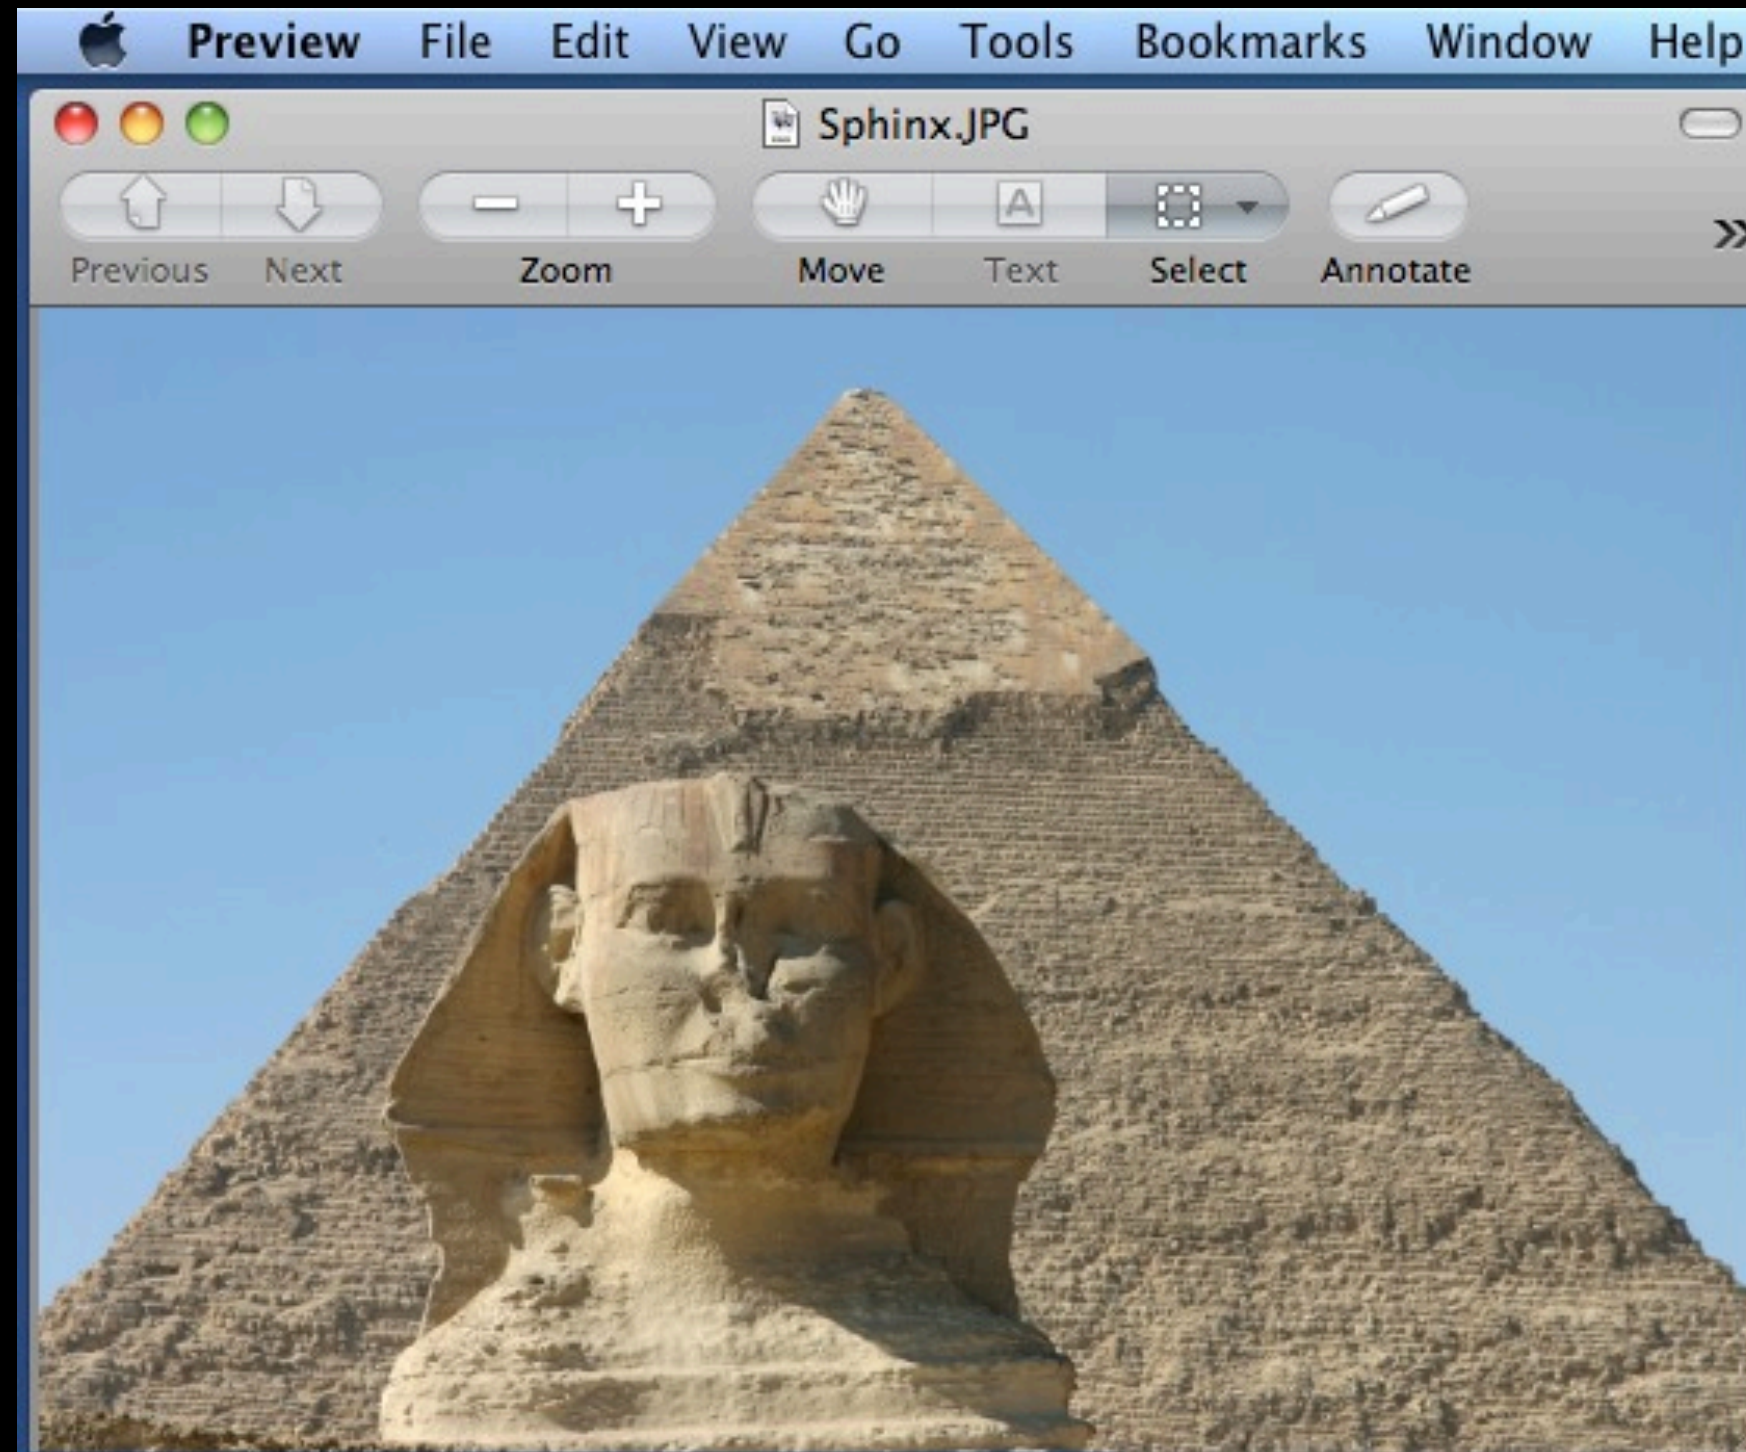 Preview File Edit View Go Tools Bookmarks Window Help
Sphinx.JPG
A
Previous Next Zoom Move Text Select Annotate